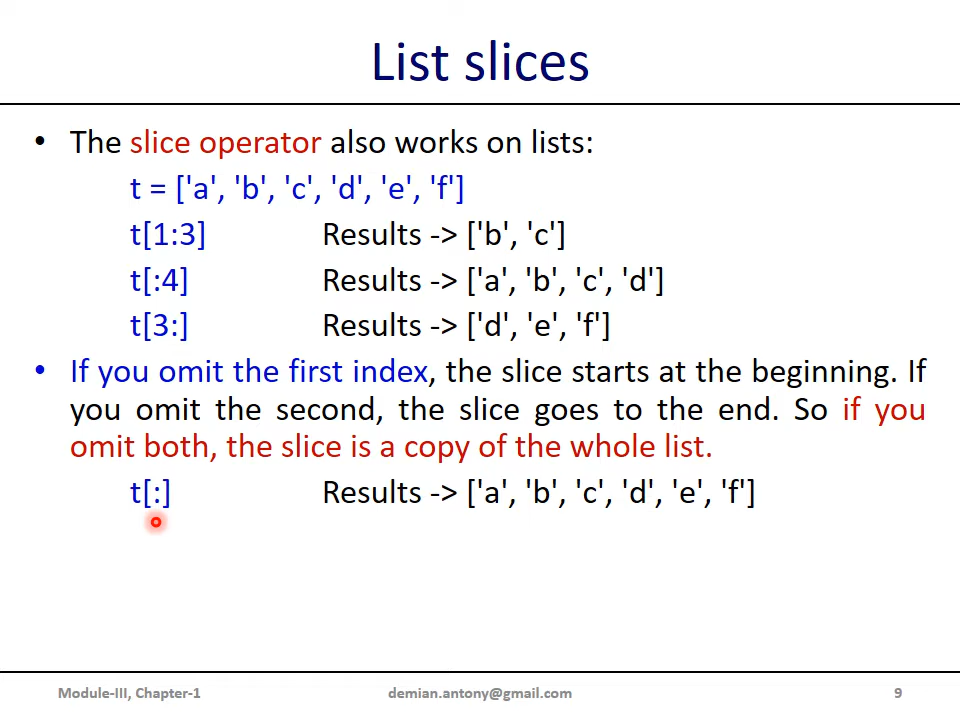 List slices
• The slice operator also works on lists:
t = ['a', 'b', 'c', 'd', 'e', 'f']
t[1:3] Results -> ['b', 'c']
t[:4] Results -> ['a', 'b', 'c', 'd']
t[3:] Results -> ['d', 'e', 'f']
• If you omit the first index, the slice starts at the beginning. If
you omit the second, the slice goes to the end. So if you
omit both, the slice is a copy of the whole list.
t[:] Results -> ['a', 'b', 'c', 'd', 'e', 'f']
Module-III, Chapter-1 demian.antony@gmail.com 9